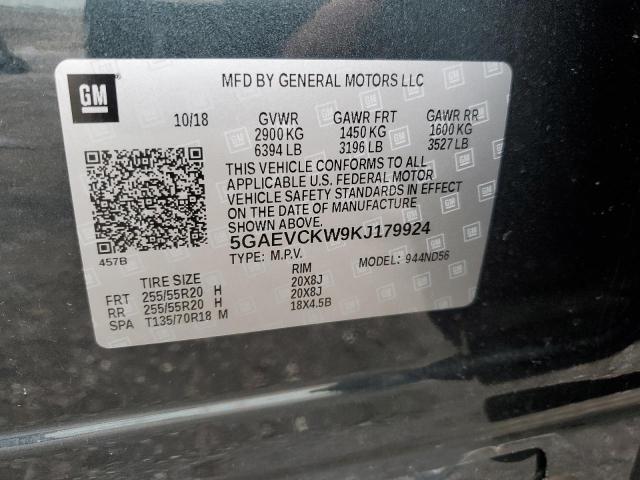 GM
MFD BY GENERAL MOTORS LLC
10/18 GVWR GAWR FRT GAWR RR
2900 KG 1450 KG 1600 KG
6394 LB 3196 LB 3527 LB
THIS VEHICLE CONFORMS TO ALL
APPLICABLE U.S. FEDERAL MOTOR
VEHICLE SAFETY STANDARDS IN EFFECT
ON THE DATE OF MANUFACTURE
SHOWN ABOVE.
5GAEVCKW9KJ179924
457B TYPE: M.P.V. MODEL: 944ND56
TIRE SIZE RIM
FRT 255/55R20 H 20X8J
RR 255/55R20 H 20X8J
SPA T135/70R18 M 18X4.5B